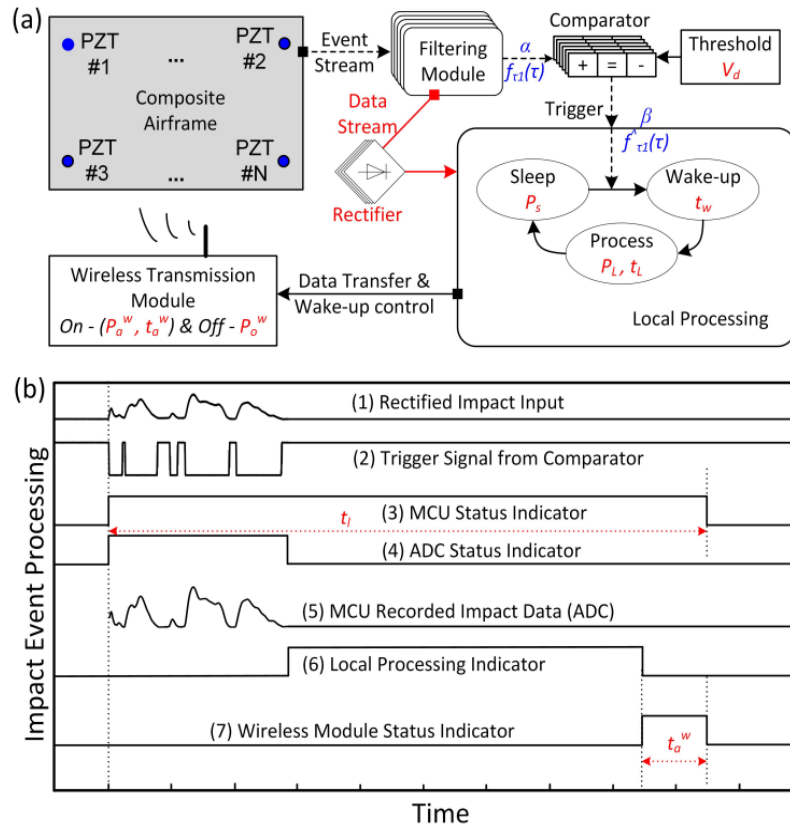 (a)
PZT
#1
...
PZT
#2
Composite
Airframe
PZT
#3
...
PZT
#N
Event
Stream
Filtering
Module
α
fτ1(τ)
Comparator
+ = -
Threshold
Vd
Data
Stream
Rectifier
Trigger
β
f^τ1(τ)
Sleep
Ps
Wake-up
tw
Process
PL, tL
Local Processing
Data Transfer &
Wake-up control
Wireless Transmission
Module
On - (Paw, taw) & Off - Pow
(b)
Impact Event Processing
(1) Rectified Impact Input
(2) Trigger Signal from Comparator
(3) MCU Status Indicator
tl
(4) ADC Status Indicator
(5) MCU Recorded Impact Data (ADC)
(6) Local Processing Indicator
(7) Wireless Module Status Indicator
taw
Time